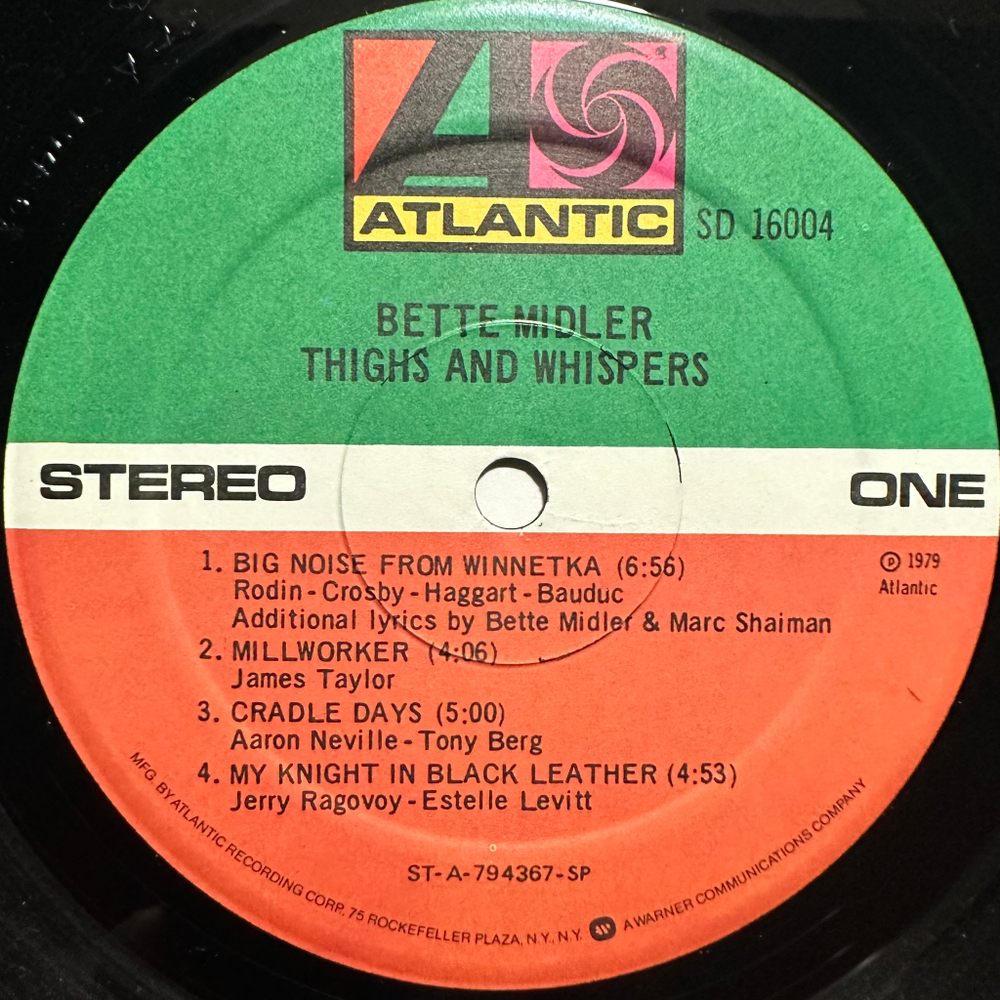 ATLANTIC
SD 16004
BETTE MIDLER
THIGHS AND WHISPERS
STEREO
ONE
1. BIG NOISE FROM WINNETKA (6:56)
Rodin - Crosby - Haggart - Bauduc
Additional lyrics by Bette Midler & Marc Shaiman
℗ 1979
Atlantic
2. MILLWORKER (4:06)
James Taylor
3. CRADLE DAYS (5:00)
Aaron Neville - Tony Berg
4. MY KNIGHT IN BLACK LEATHER (4:53)
Jerry Ragovoy - Estelle Levitt
ST-A-794367-SP
MFG. BY ATLANTIC RECORDING CORP., 75 ROCKEFELLER PLAZA, N.Y., N.Y. A WARNER COMMUNICATIONS COMPANY